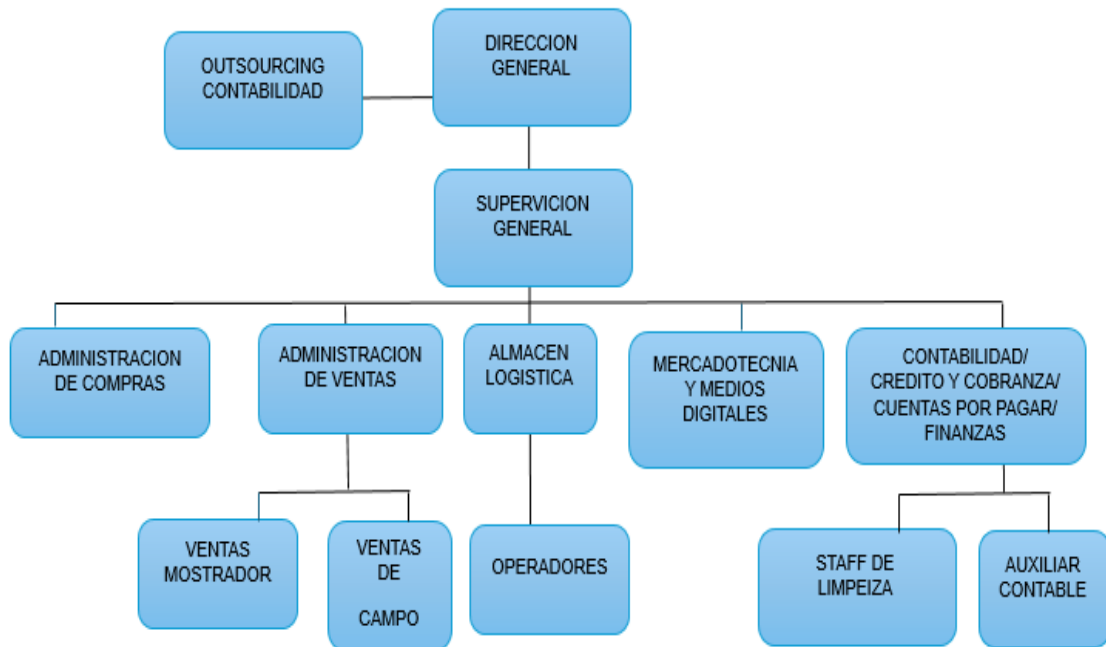 OUTSOURCING
CONTABILIDAD
DIRECCION
GENERAL
SUPERVICION
GENERAL
ADMINISTRACION
DE COMPRAS
ADMINISTRACION
DE VENTAS
ALMACEN
LOGISTICA
MERCADOTECNIA
Y MEDIOS
DIGITALES
CONTABILIDAD/
CREDITO Y COBRANZA/
CUENTAS POR PAGAR/
FINANZAS
VENTAS
MOSTRADOR
VENTAS
DE
CAMPO
OPERADORES
STAFF DE
LIMPEIZA
AUXILIAR
CONTABLE